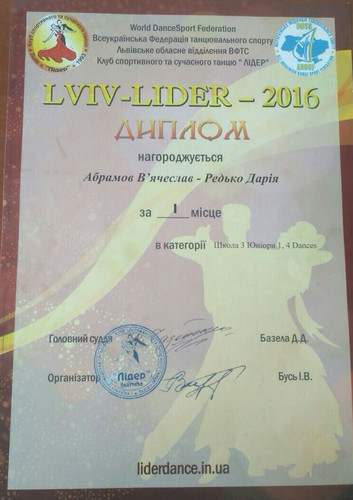 World DanceSport Federation
Всеукраїнська Федерація танцювального спорту
Львівське обласне відділення ВФТС
Клуб спортивного та сучасного танцю "ЛІДЕР"
LVIV-LIDER – 2016
ДИПЛОМ
нагороджується
Абрамов В'ячеслав - Редько Дарія
за I місце
в категорії Школа 3 Юніори 1, 4 Dances
Головний суддя Базела Д.Д.
Організатор Бусь І.В.
"Лідер"
liderdance.in.ua